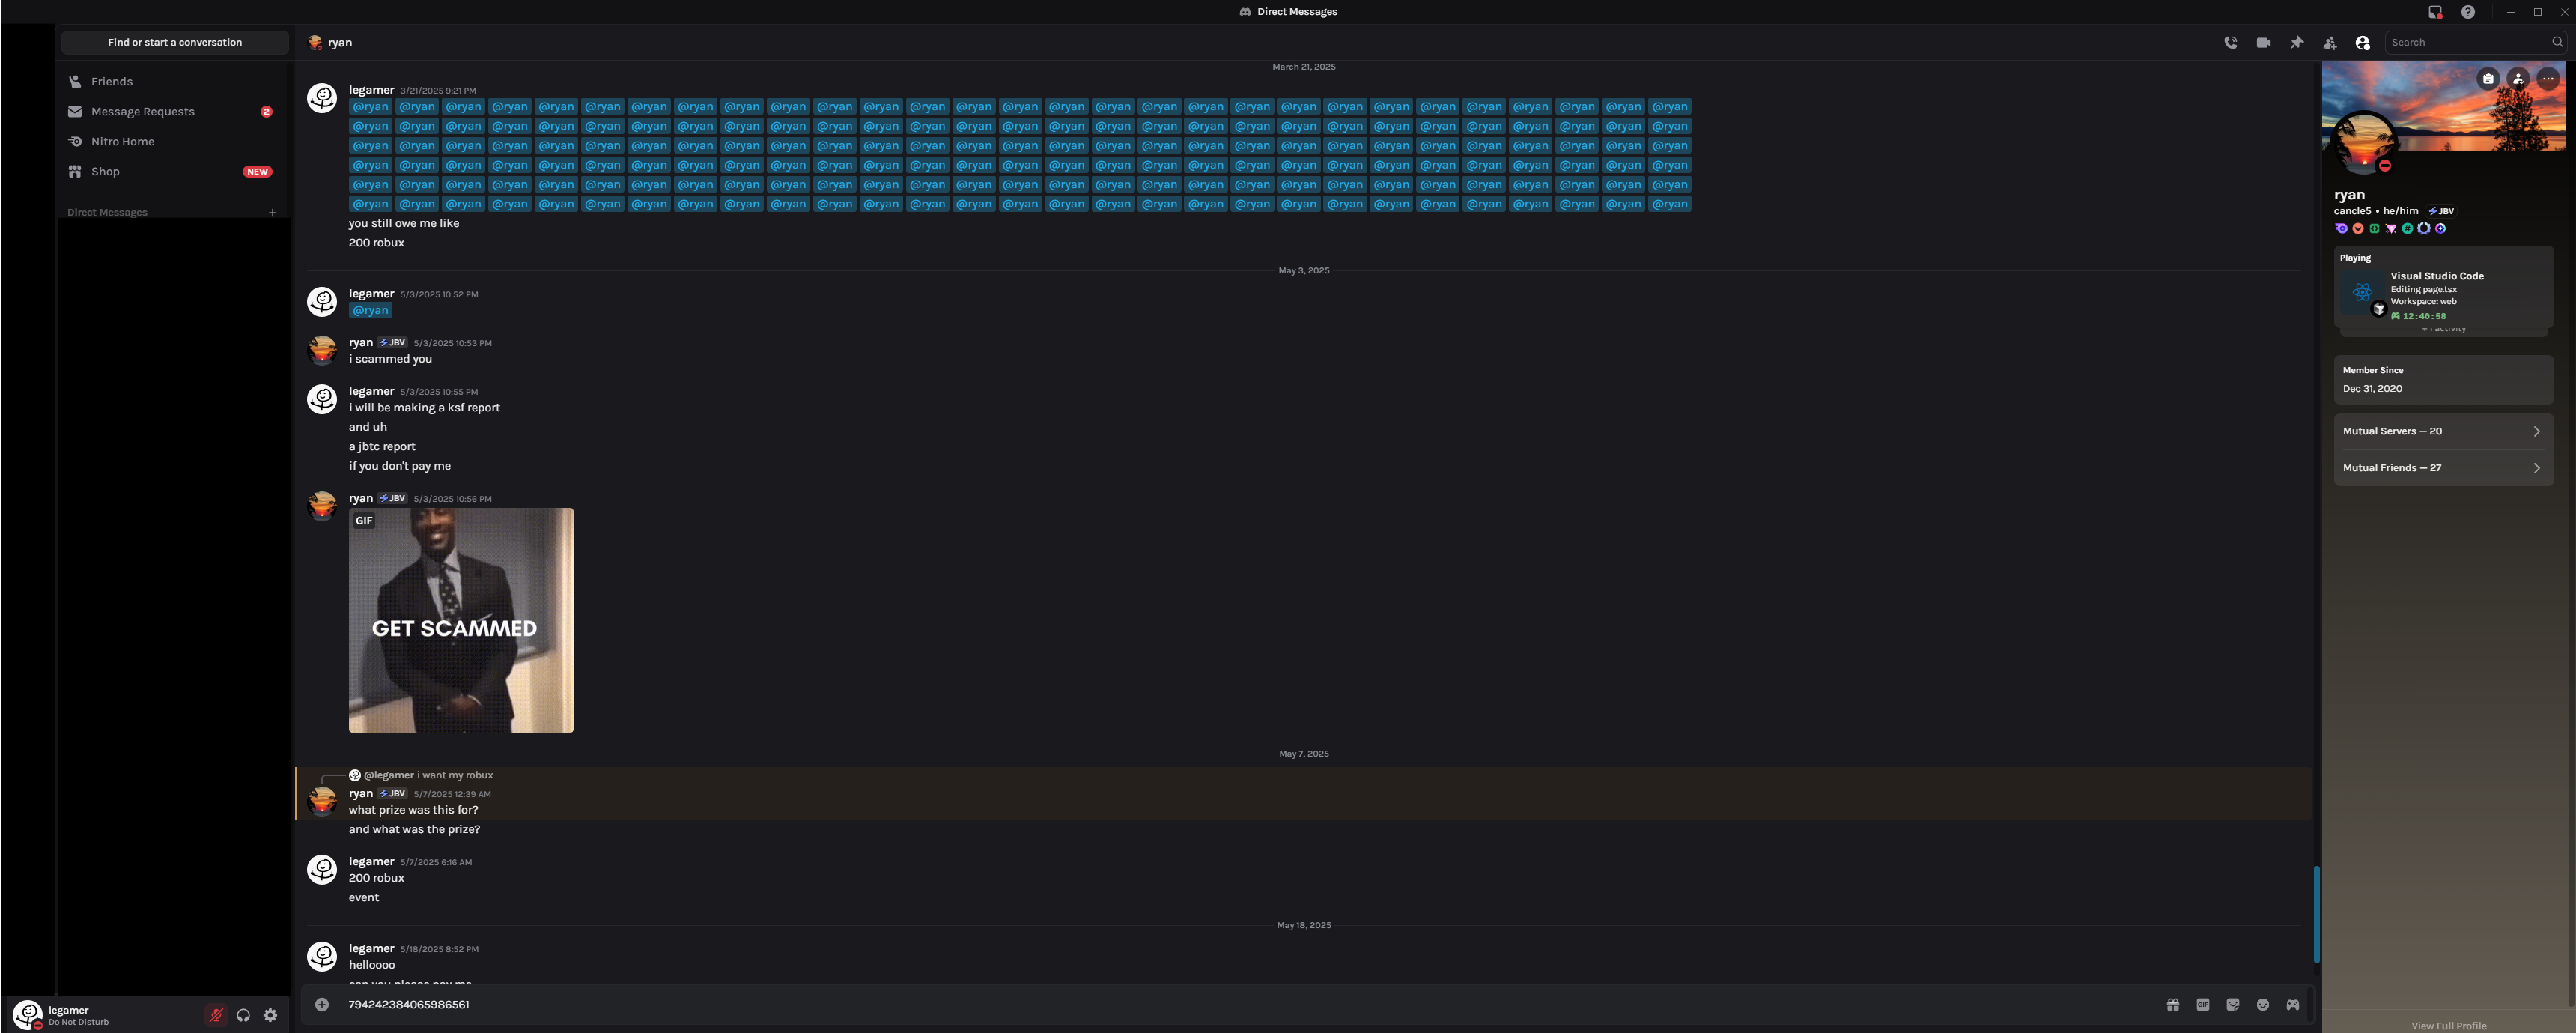 Direct Messages
Find or start a conversation
ryan
Search
Friends
Message Requests 2
Nitro Home
Shop NEW
Direct Messages +
March 21, 2025
legamer 3/21/2025 9:21 PM
@ryan @ryan @ryan @ryan @ryan @ryan @ryan @ryan @ryan @ryan @ryan @ryan @ryan @ryan @ryan @ryan @ryan @ryan @ryan @ryan @ryan @ryan @ryan @ryan @ryan @ryan @ryan @ryan @ryan
@ryan @ryan @ryan @ryan @ryan @ryan @ryan @ryan @ryan @ryan @ryan @ryan @ryan @ryan @ryan @ryan @ryan @ryan @ryan @ryan @ryan @ryan @ryan @ryan @ryan @ryan @ryan @ryan @ryan
@ryan @ryan @ryan @ryan @ryan @ryan @ryan @ryan @ryan @ryan @ryan @ryan @ryan @ryan @ryan @ryan @ryan @ryan @ryan @ryan @ryan @ryan @ryan @ryan @ryan @ryan @ryan @ryan @ryan
@ryan @ryan @ryan @ryan @ryan @ryan @ryan @ryan @ryan @ryan @ryan @ryan @ryan @ryan @ryan @ryan @ryan @ryan @ryan @ryan @ryan @ryan @ryan @ryan @ryan @ryan @ryan @ryan @ryan
@ryan @ryan @ryan @ryan @ryan @ryan @ryan @ryan @ryan @ryan @ryan @ryan @ryan @ryan @ryan @ryan @ryan @ryan @ryan @ryan @ryan @ryan @ryan @ryan @ryan @ryan @ryan @ryan @ryan
@ryan @ryan @ryan @ryan @ryan @ryan @ryan @ryan @ryan @ryan @ryan @ryan @ryan @ryan @ryan @ryan @ryan @ryan @ryan @ryan @ryan @ryan @ryan @ryan @ryan @ryan @ryan @ryan @ryan
you still owe me like
200 robux
May 3, 2025
legamer 5/3/2025 10:52 PM
@ryan
ryan JBV 5/3/2025 10:53 PM
i scammed you
legamer 5/3/2025 10:55 PM
i will be making a ksf report
and uh
a jbtc report
if you don't pay me
ryan JBV 5/3/2025 10:56 PM
GIF
GET SCAMMED
May 7, 2025
@legamer i want my robux
ryan JBV 5/7/2025 12:39 AM
what prize was this for?
and what was the prize?
legamer 5/7/2025 6:16 AM
200 robux
event
May 18, 2025
legamer 5/18/2025 8:52 PM
helloooo
can you please pay me
794242384065986561
GIF
legamer
Do Not Disturb
ryan
cancle5 • he/him JBV
Playing
Visual Studio Code
Editing page.tsx
Workspace: web
12:40:58
+ 1 activity
Member Since
Dec 31, 2020
Mutual Servers — 20
Mutual Friends — 27
View Full Profile